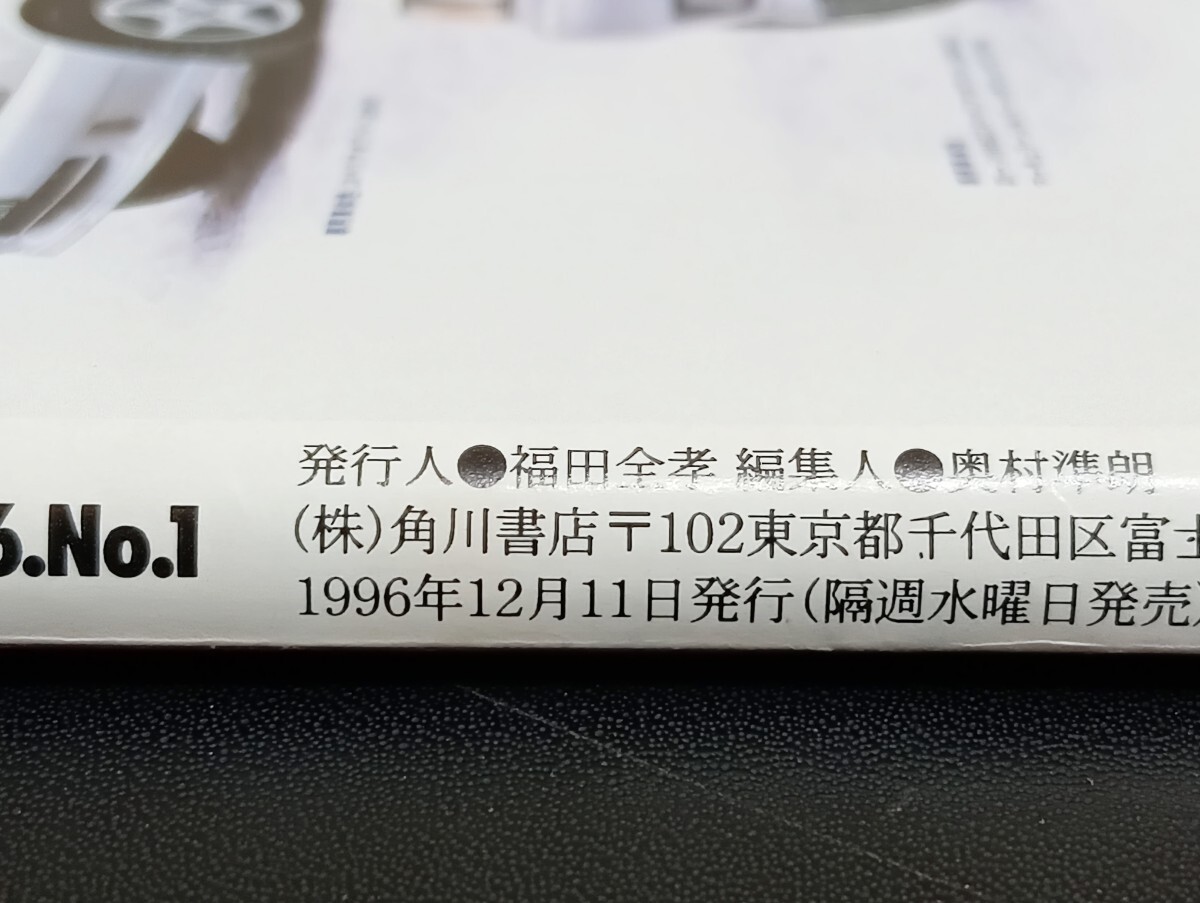 発行人●福田全孝 編集人●奥村準朗
6.No.1
(株)角川書店〒102東京都千代田区富士
1996年12月11日発行(隔週水曜日発売)